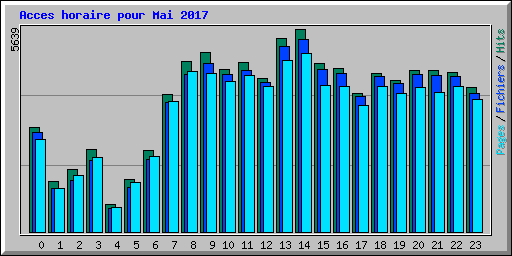 Acces horaire pour Mai 2017
5639
Pages / Fichiers / Hits
0 1 2 3 4 5 6 7 8 9 10 11 12 13 14 15 16 17 18 19 20 21 22 23